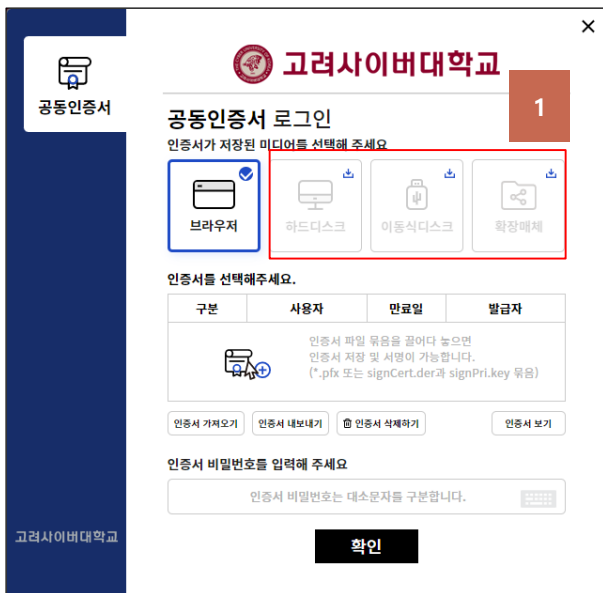 공동인증서
고려사이버대학교
1
공동인증서 로그인
인증서가 저장된 미디어를 선택해 주세요
브라우저
하드디스크
이동식디스크
확장매체
인증서를 선택해주세요.
구분 사용자 만료일 발급자
인증서 파일 묶음을 끌어다 놓으면
인증서 저장 및 서명이 가능합니다.
(*.pfx 또는 signCert.der과 signPri.key 묶음)
인증서 가져오기 인증서 내보내기 인증서 삭제하기 인증서 보기
인증서 비밀번호를 입력해 주세요
인증서 비밀번호는 대소문자를 구분합니다.
고려사이버대학교
확인